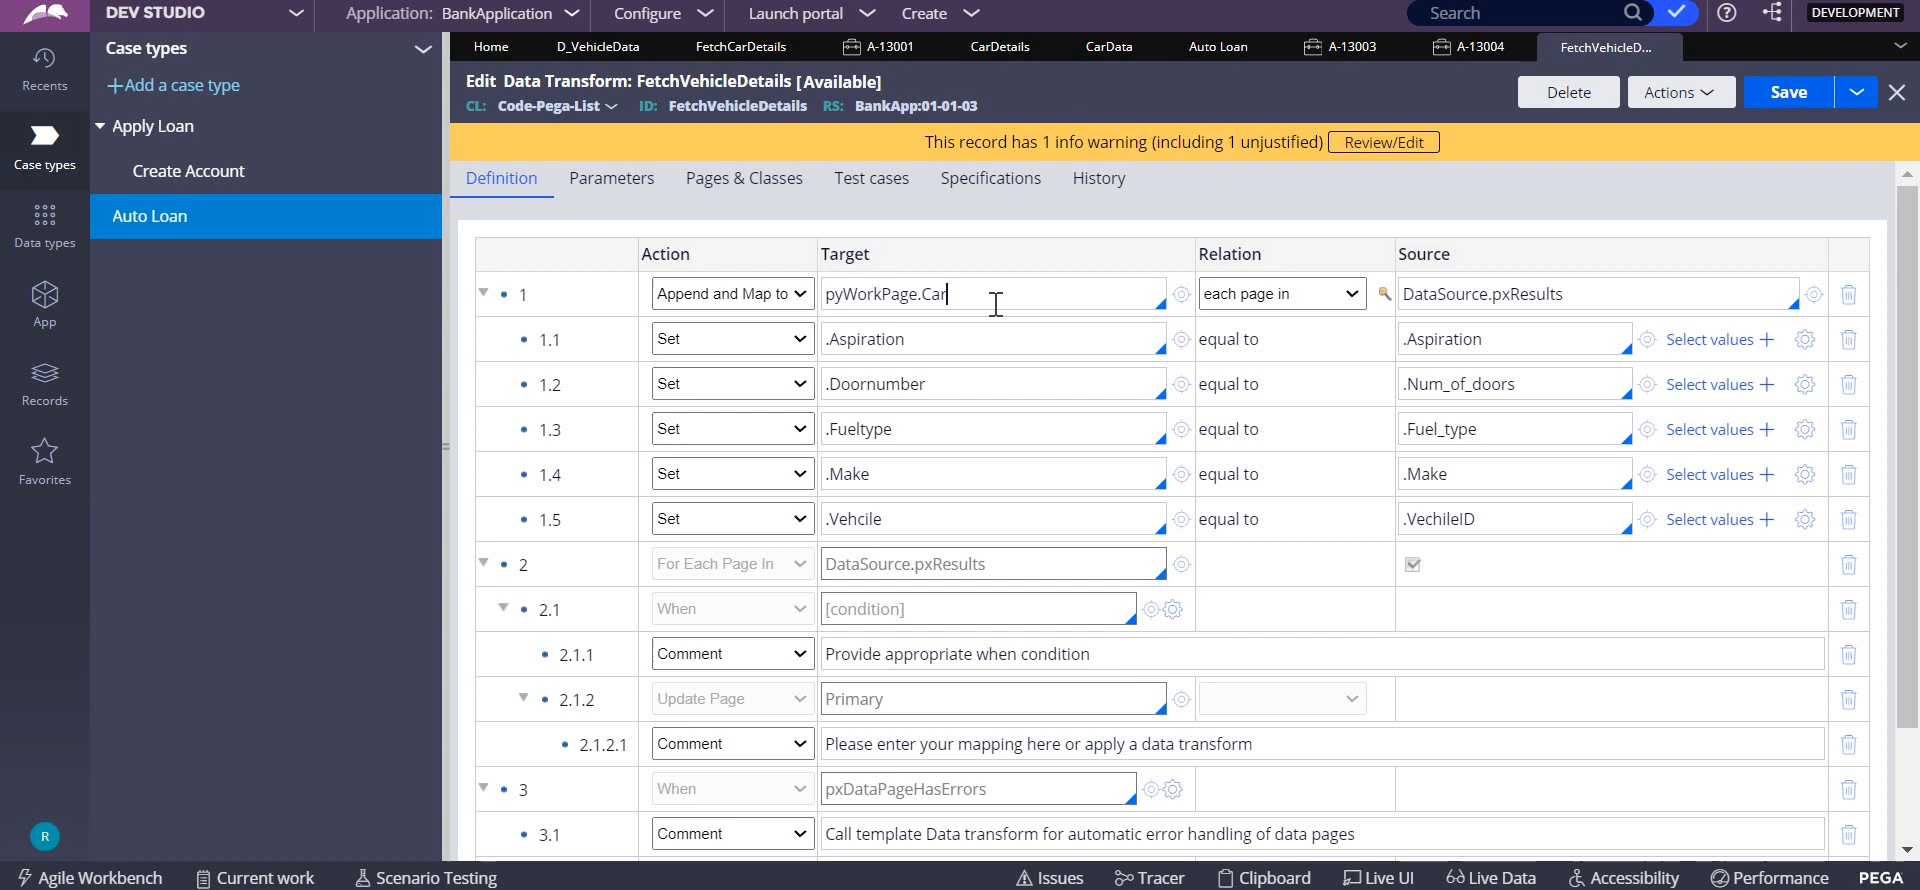 DEV STUDIO
Application: BankApplication
Configure
Launch portal
Create
Search
DEVELOPMENT
Recents
Case types
Data types
App
Records
Favorites
R
Case types
+Add a case type
Apply Loan
Create Account
Auto Loan
Home
D_VehicleData
FetchCarDetails
A-13001
CarDetails
CarData
Auto Loan
A-13003
A-13004
FetchVehicleD...
Edit Data Transform: FetchVehicleDetails [Available]
CL: Code-Pega-List ID: FetchVehicleDetails RS: BankApp:01-01-03
Delete
Actions
Save
This record has 1 info warning (including 1 unjustified) Review/Edit
Definition
Parameters
Pages & Classes
Test cases
Specifications
History
Action Target Relation Source
1 Append and Map to pyWorkPage.Car each page in DataSource.pxResults
1.1 Set .Aspiration equal to .Aspiration Select values +
1.2 Set .Doornumber equal to .Num_of_doors Select values +
1.3 Set .Fueltype equal to .Fuel_type Select values +
1.4 Set .Make equal to .Make Select values +
1.5 Set .Vehcile equal to .VechileID Select values +
2 For Each Page In DataSource.pxResults
2.1 When [condition]
2.1.1 Comment Provide appropriate when condition
2.1.2 Update Page Primary
2.1.2.1 Comment Please enter your mapping here or apply a data transform
3 When pxDataPageHasErrors
3.1 Comment Call template Data transform for automatic error handling of data pages
Agile Workbench
Current work
Scenario Testing
Issues
Tracer
Clipboard
Live UI
Live Data
Accessibility
Performance
PEGA